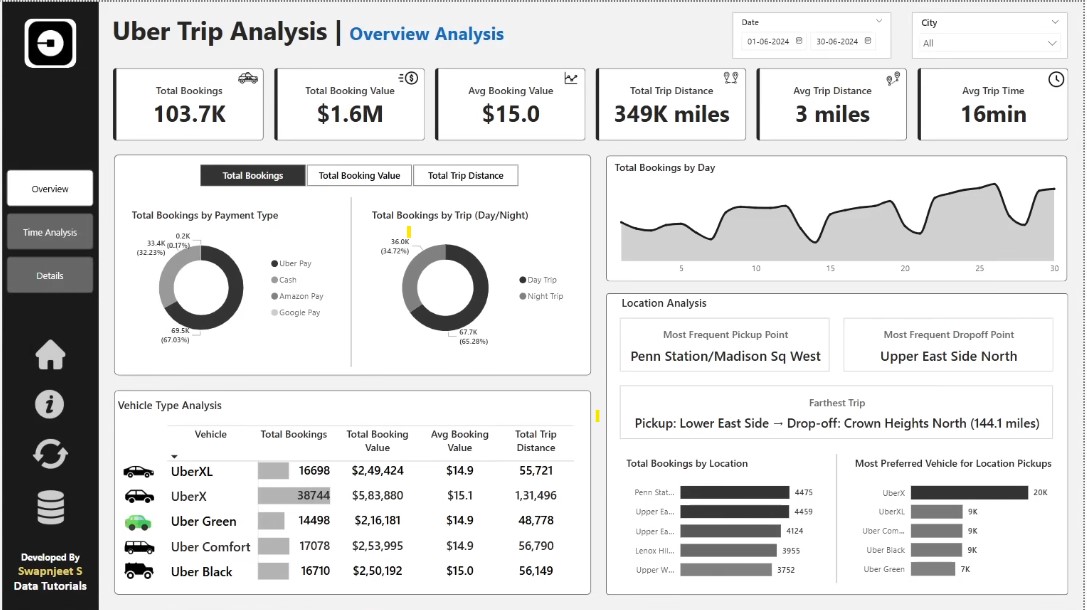 Uber Trip Analysis | Overview Analysis
Date
01-06-2024 30-06-2024
City
All
Total Bookings
103.7K
Total Booking Value
$1.6M
Avg Booking Value
$15.0
Total Trip Distance
349K miles
Avg Trip Distance
3 miles
Avg Trip Time
16min
Overview
Time Analysis
Details
Developed By
Swapnjeet S
Data Tutorials
Total Bookings Total Booking Value Total Trip Distance
Total Bookings by Payment Type
0.2K
(0.17%)
33.4K
(32.23%)
69.5K
(67.03%)
Uber Pay
Cash
Amazon Pay
Google Pay
Total Bookings by Trip (Day/Night)
36.0K
(34.72%)
67.7K
(65.28%)
Day Trip
Night Trip
Total Bookings by Day
5 10 15 20 25 30
Vehicle Type Analysis
Vehicle Total Bookings Total Booking Value Avg Booking Value Total Trip Distance
UberXL 16698 $2,49,424 $14.9 55,721
UberX 38744 $5,83,880 $15.1 1,31,496
Uber Green 14498 $2,16,181 $14.9 48,778
Uber Comfort 17078 $2,53,995 $14.9 56,790
Uber Black 16710 $2,50,192 $15.0 56,149
Location Analysis
Most Frequent Pickup Point
Penn Station/Madison Sq West
Most Frequent Dropoff Point
Upper East Side North
Farthest Trip
Pickup: Lower East Side → Drop-off: Crown Heights North (144.1 miles)
Total Bookings by Location
Penn Stat... 4475
Upper Ea... 4459
Upper Ea... 4124
Lenox Hil... 3955
Upper W... 3752
Most Preferred Vehicle for Location Pickups
UberX 20K
UberXL 9K
Uber Com... 9K
Uber Black 9K
Uber Green 7K